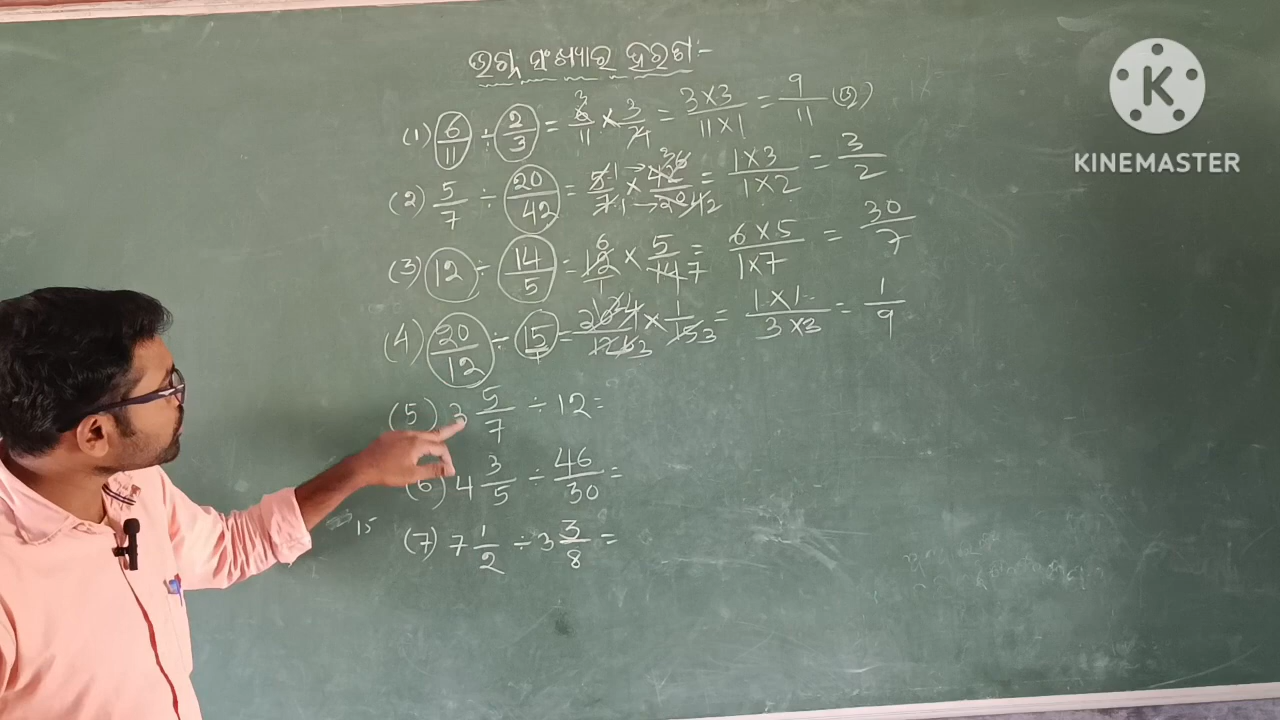 ଭଗ୍ନ ସଂଖ୍ୟାର ହରଣ:-
(1) 6/11 ÷ 2/3 = 6/11 × 3/2 = 3×3/11×1 = 9/11 (ଉ)
(2) 5/7 ÷ 20/42 = 5/7 × 42/20 = 1×3/1×2 = 3/2
(3) 12 ÷ 14/5 = 12/1 × 5/14 = 6×5/1×7 = 30/7
(4) 20/12 ÷ 15/1 = 20/12 × 1/15 = 1×1/3×3 = 1/9
(5) 3 5/7 ÷ 12 =
(6) 4 3/5 ÷ 46/30 =
15
(7) 7 1/2 ÷ 3 3/8 =
K
KINEMASTER